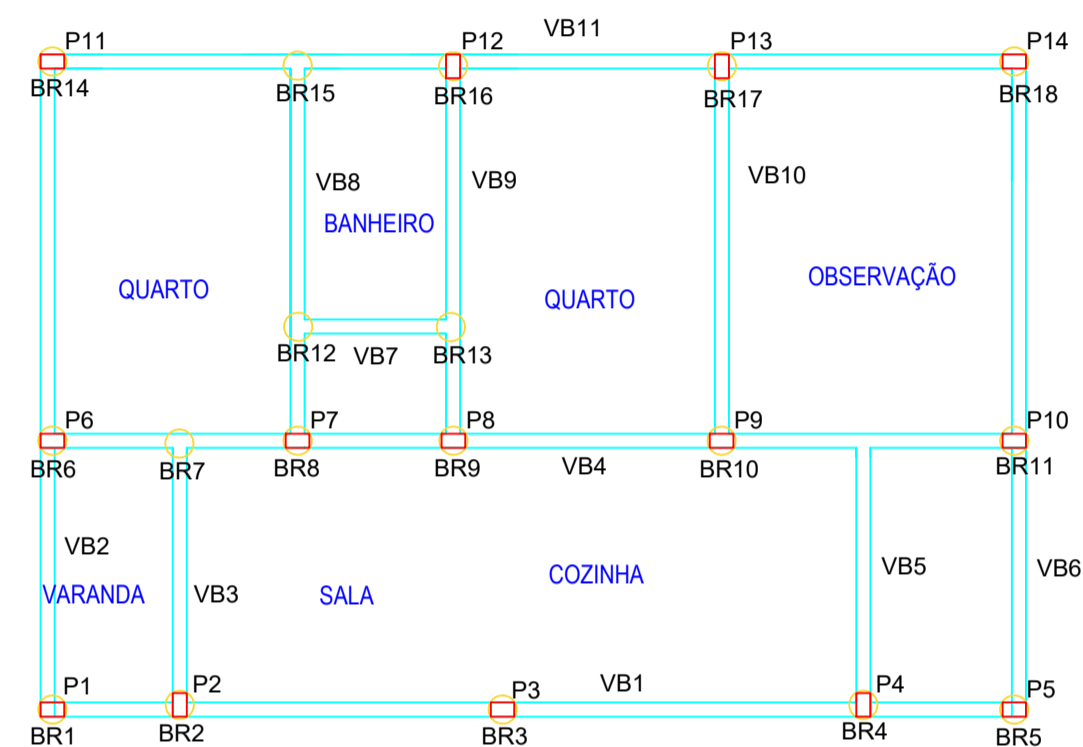 VB11
P11
P12
P13
P14
BR14
BR15
BR16
BR17
BR18
VB8
VB9
VB10
BANHEIRO
QUARTO
QUARTO
OBSERVAÇÃO
BR12
VB7
BR13
P6
P7
P8
P9
P10
BR6
BR7
BR8
BR9
VB4
BR10
BR11
VB2
VB5
VB6
VARANDA
VB3
SALA
COZINHA
P1
P2
P3
VB1
P4
P5
BR1
BR2
BR3
BR4
BR5